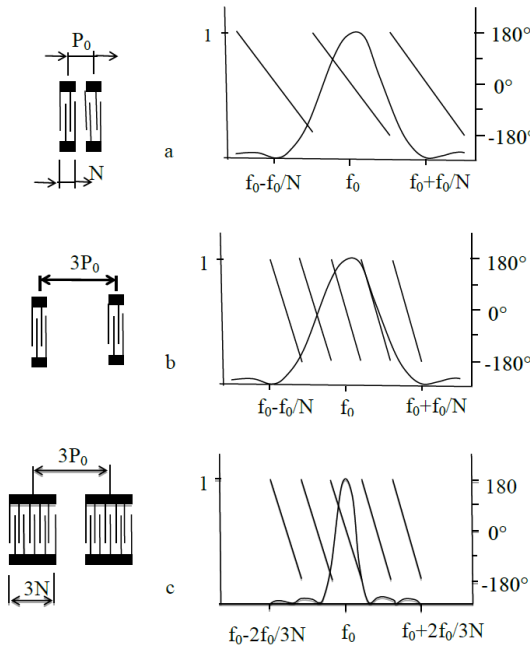 P₀
N
a
1
180°
0°
-180°
f₀-f₀/N
f₀
f₀+f₀/N
3P₀
b
1
180°
0°
-180°
f₀-f₀/N
f₀
f₀+f₀/N
3P₀
3N
c
1
180
0°
-180°
f₀-2f₀/3N
f₀
f₀+2f₀/3N